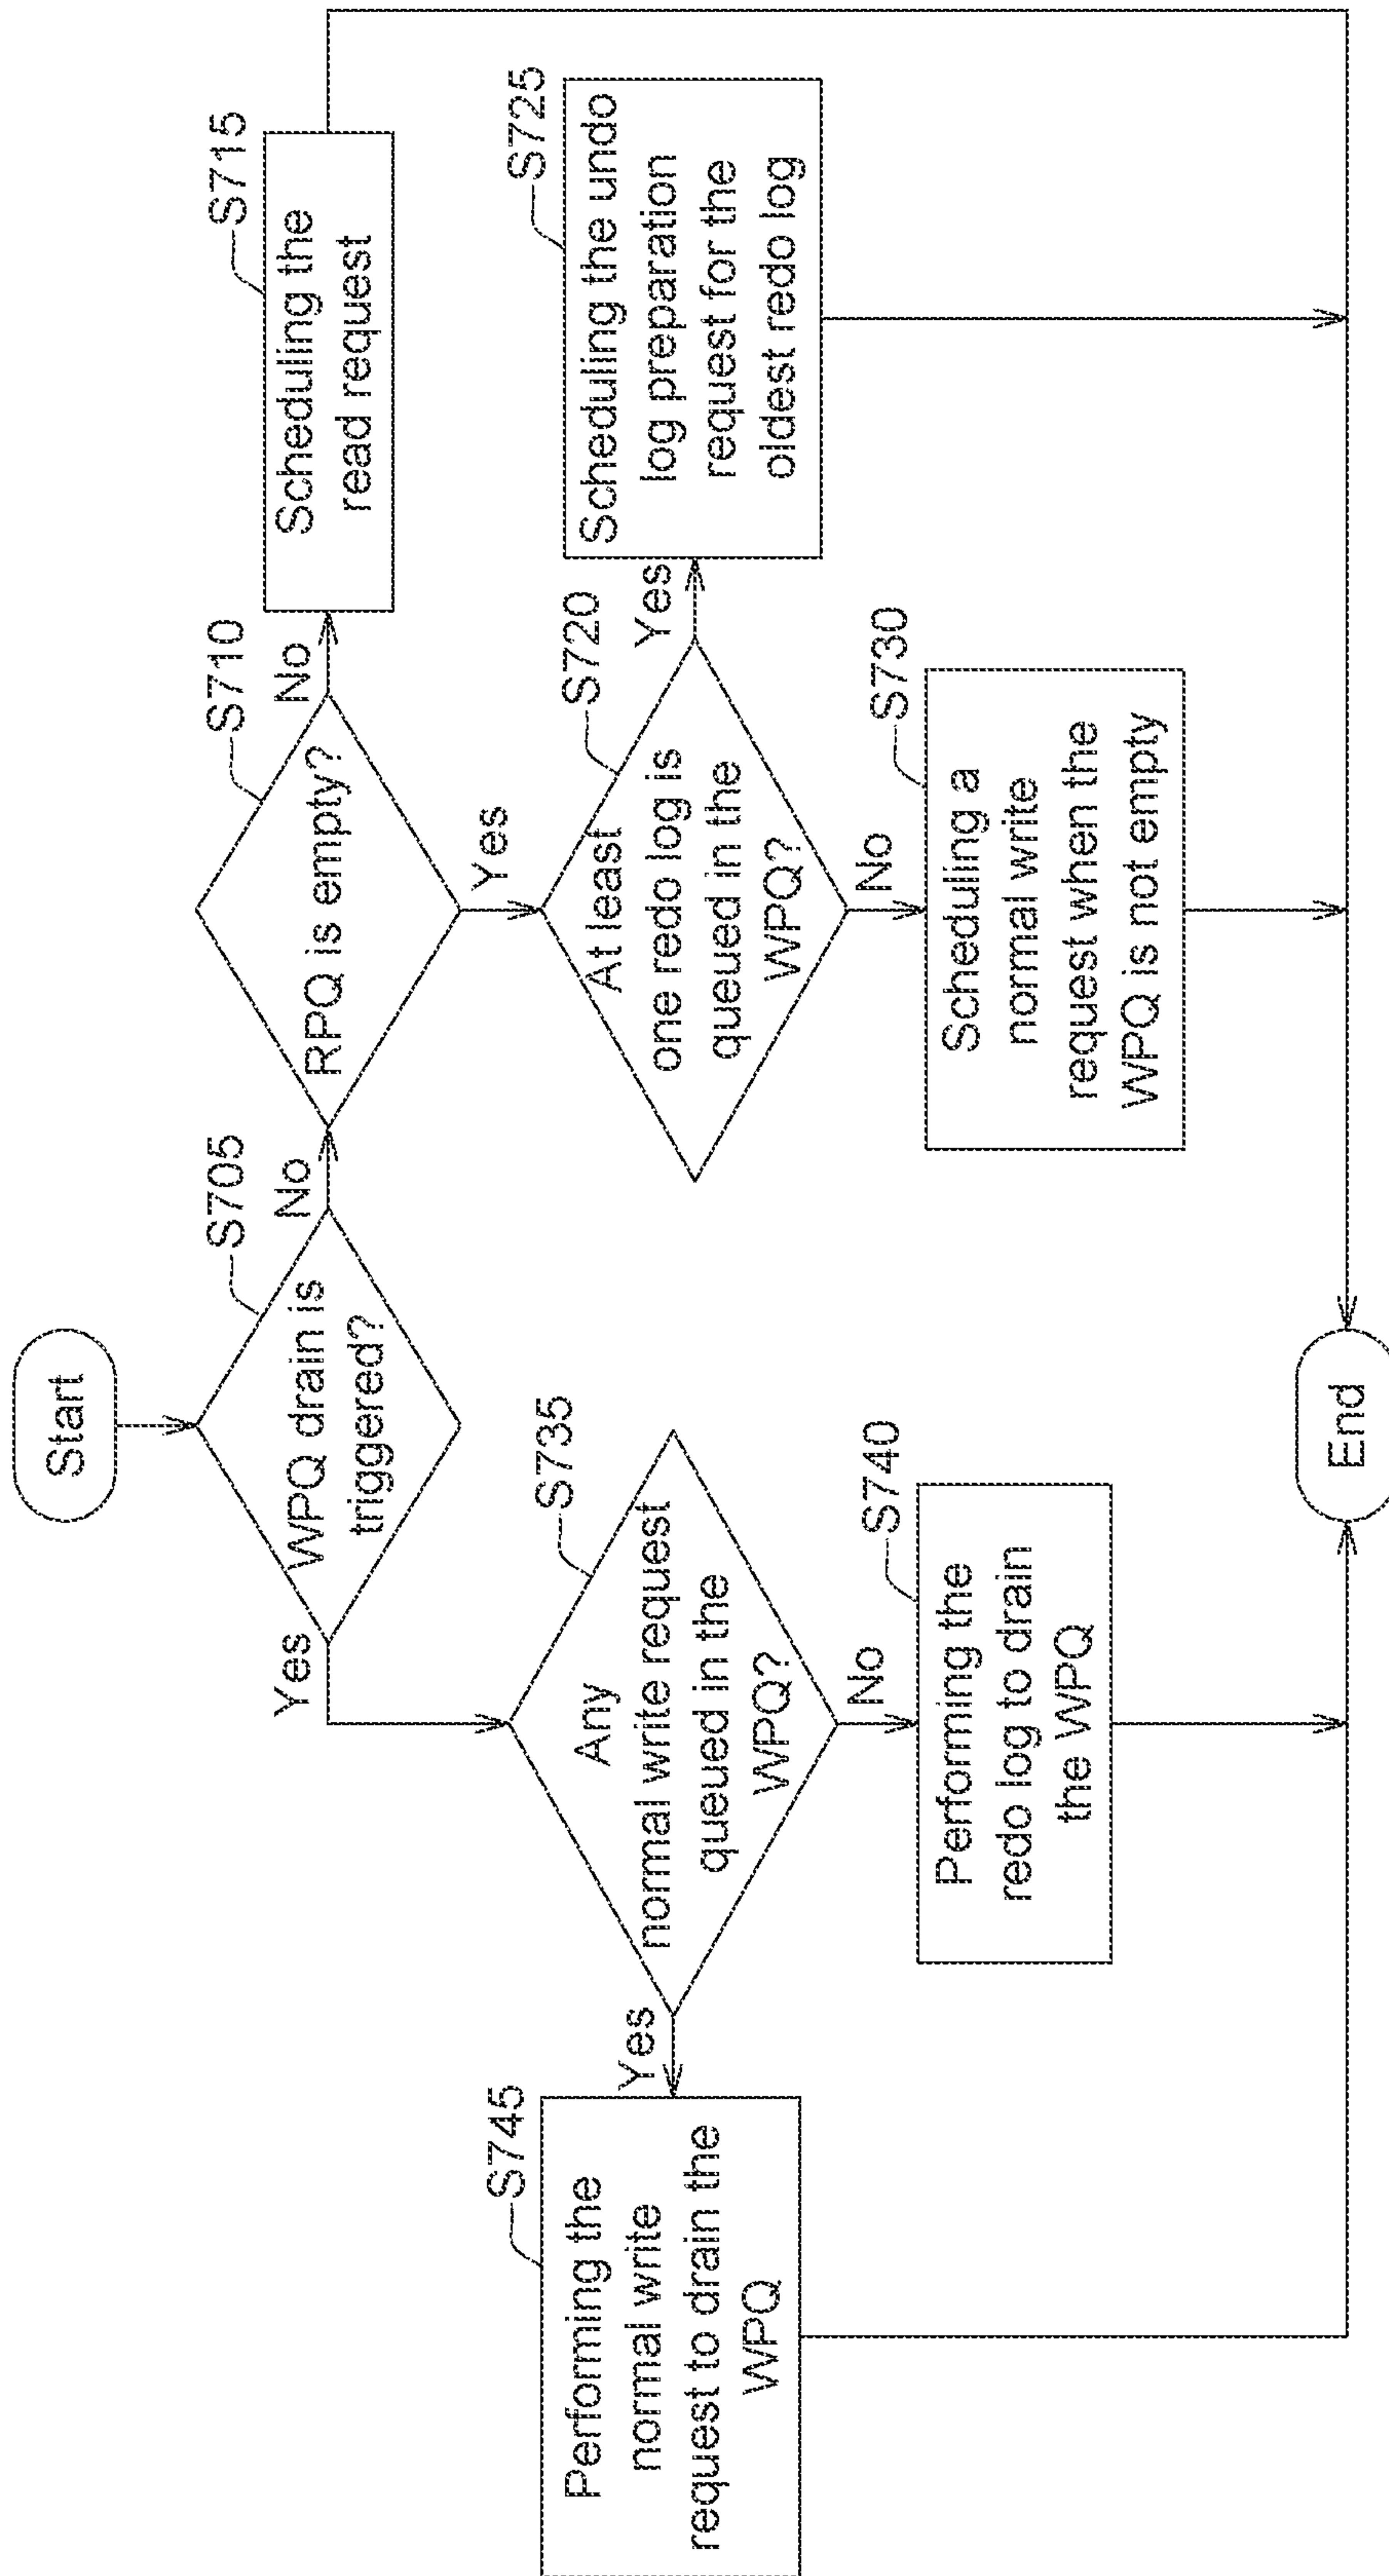 Start
S705
WPQ drain is
triggered?
Yes
No
S710
RPQ is empty?
No
Yes
S715
Scheduling the
read request
S720
At least
one redo log is
queued in the
WPQ?
Yes
No
S725
Scheduling the undo
log preparation
request for the
oldest redo log
S730
Scheduling a
normal write
request when the
WPQ is not empty
S735
Any
normal write request
queued in the
WPQ?
Yes
No
S740
Performing the
redo log to drain
the WPQ
S745
Performing the
normal write
request to drain the
WPQ
End